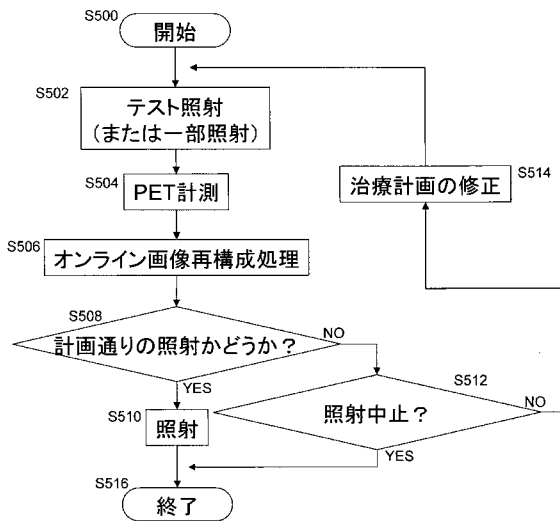 S500
開始
S502
テスト照射
(または一部照射)
S504
PET計測
S506
オンライン画像再構成処理
S508
計画通りの照射かどうか？
NO
YES
S510
照射
S512
照射中止？
NO
YES
S514
治療計画の修正
S516
終了